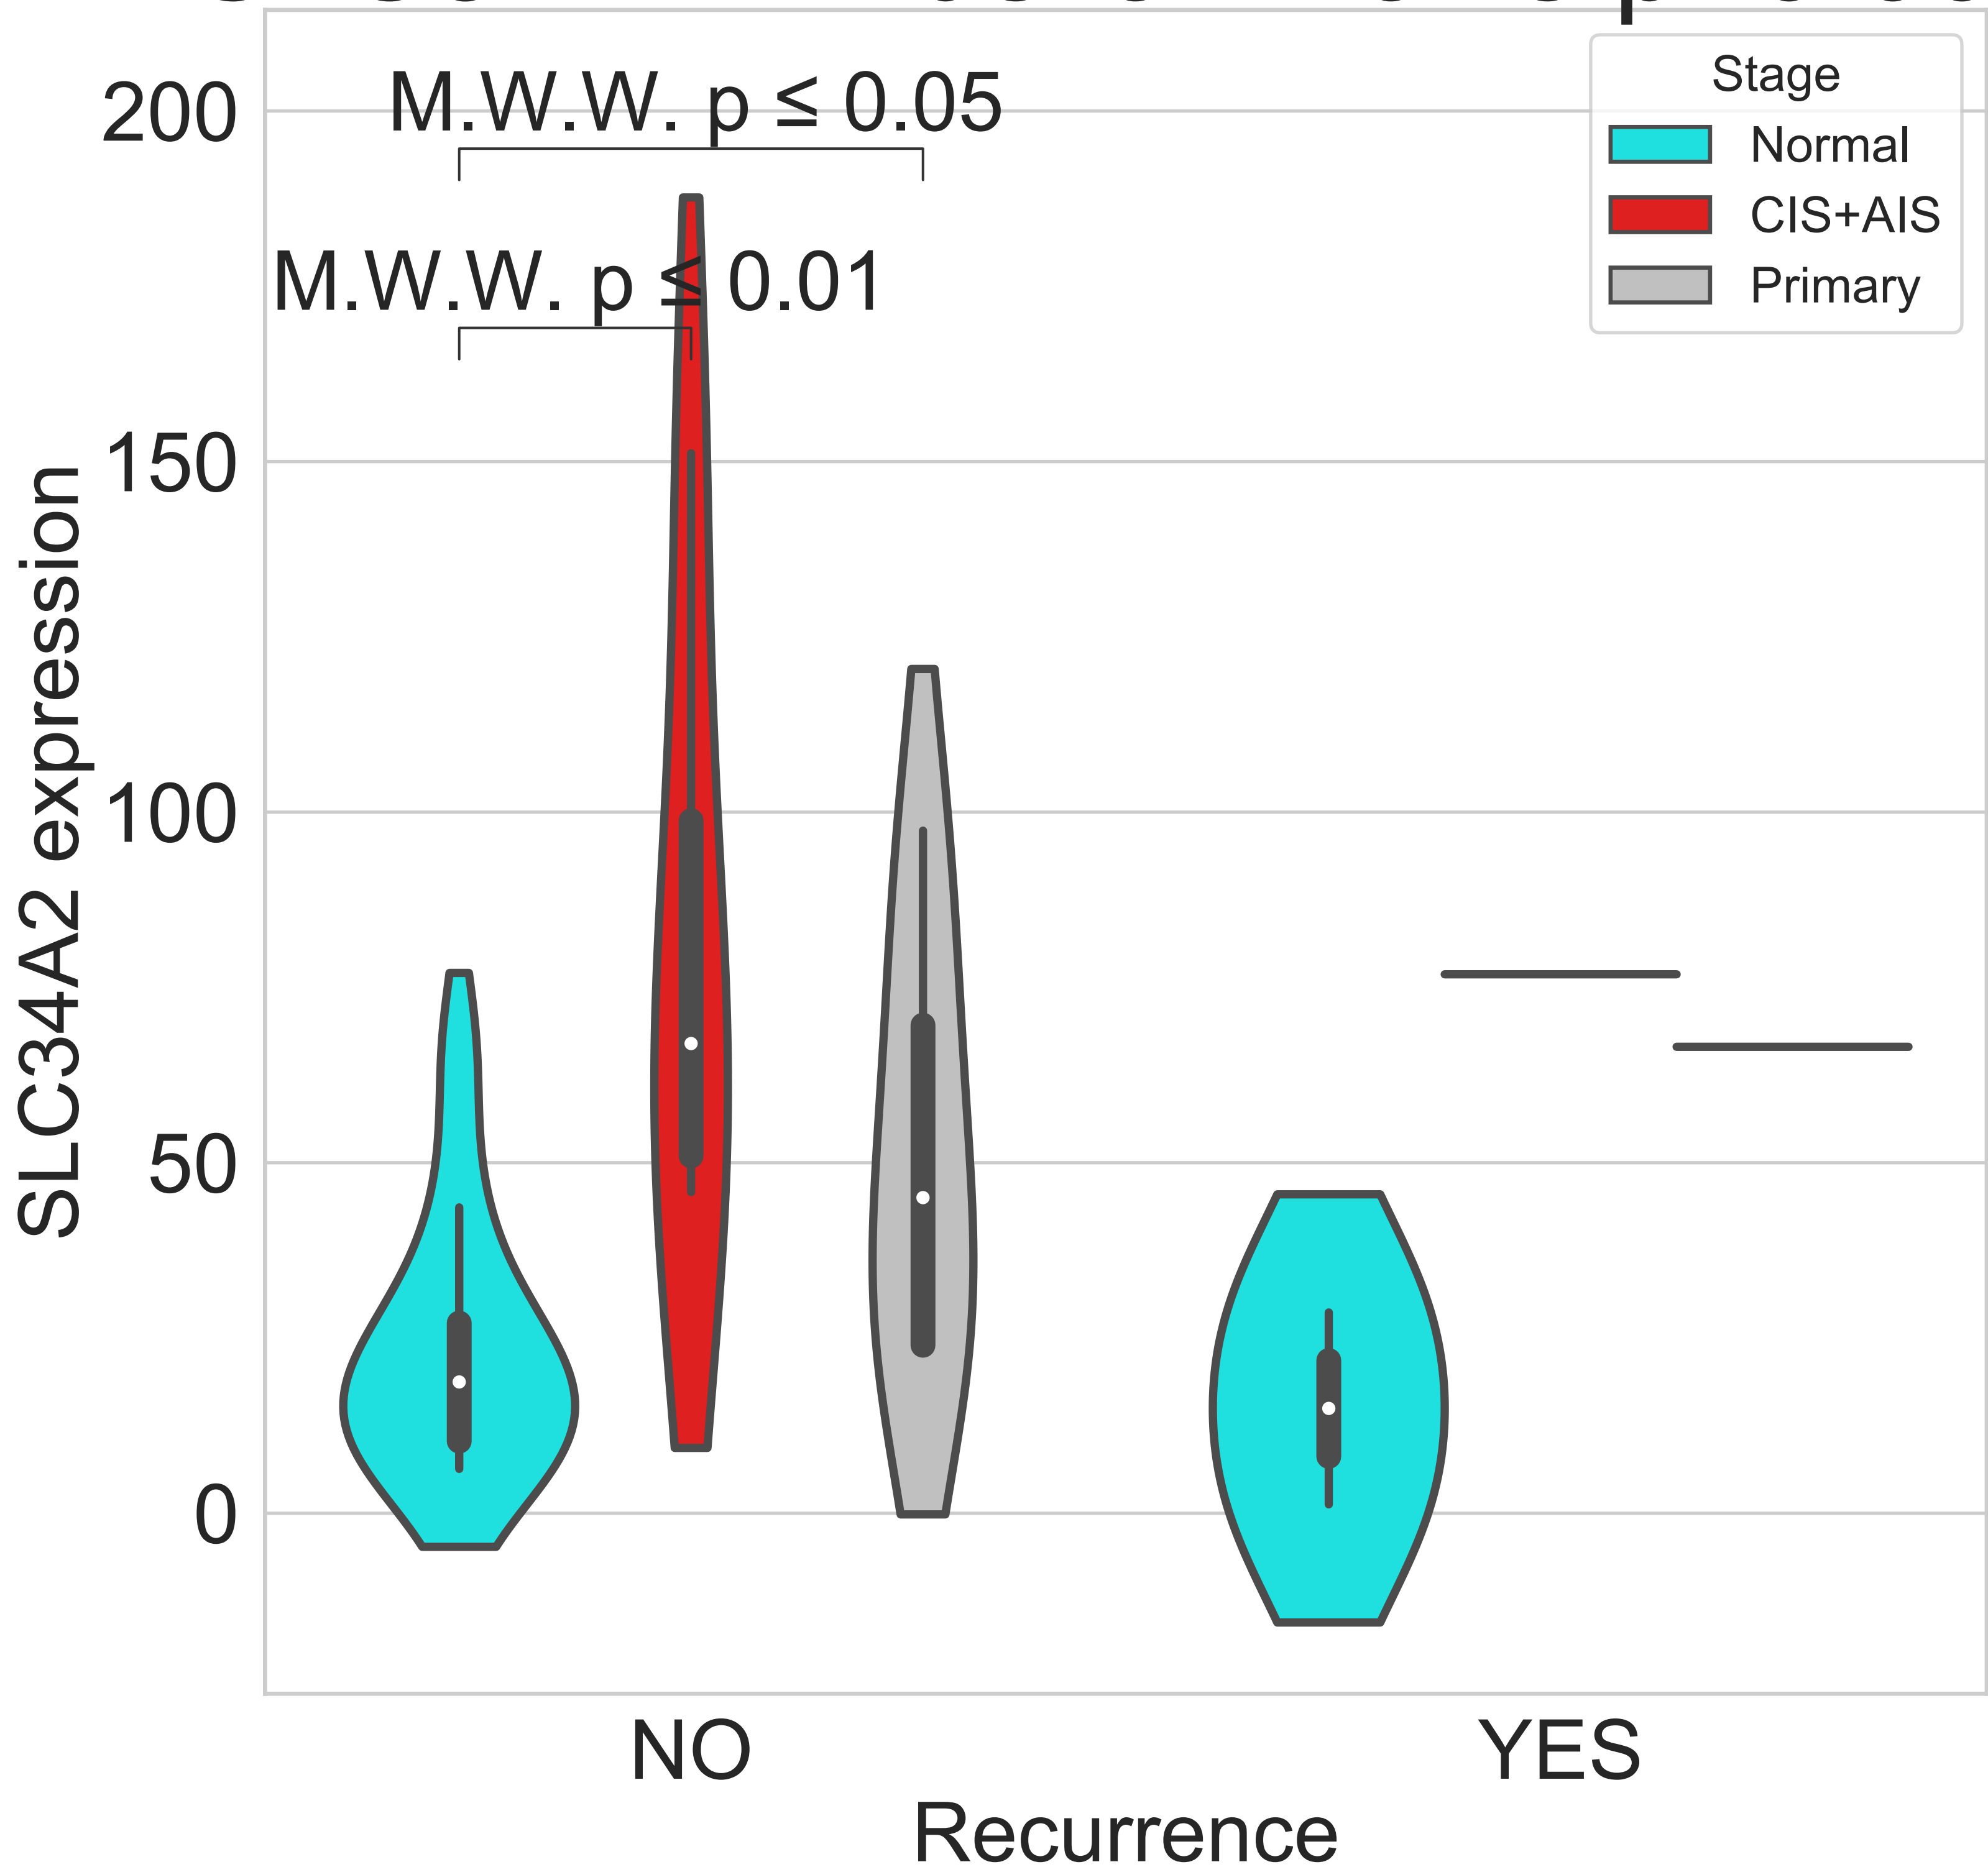 200
150
100
50
0
SLC34A2 expression
M.W.W. p ≤ 0.05
M.W.W. p ≤ 0.01
Stage
Normal
CIS+AIS
Primary
NO
YES
Recurrence